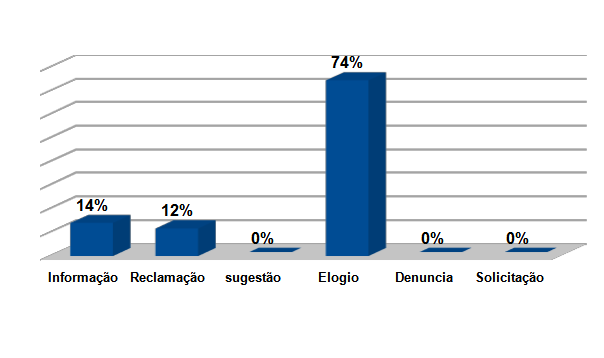 74%
14%
12%
0%
0%
0%
Informação
Reclamação
sugestão
Elogio
Denuncia
Solicitação